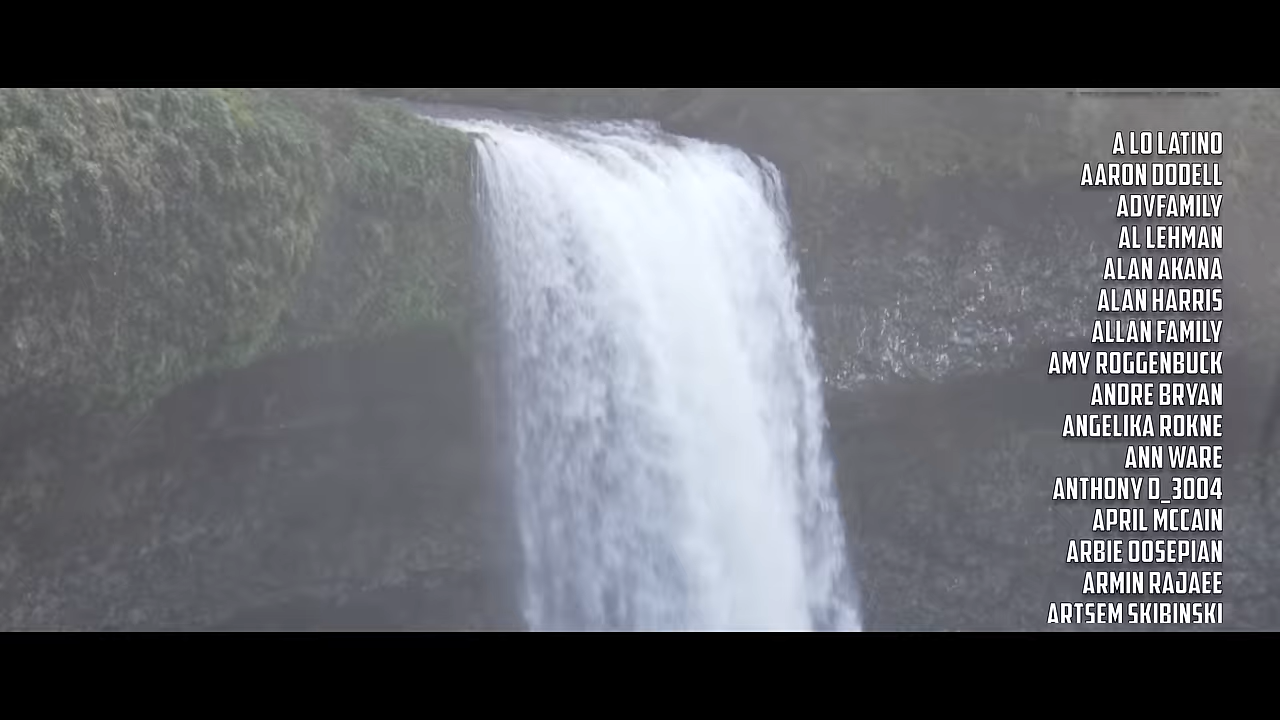 A LO LATINO
AARON DODELL
ADVFAMILY
AL LEHMAN
ALAN AKANA
ALAN HARRIS
ALLAN FAMILY
AMY ROGGENBUCK
ANDRE BRYAN
ANGELIKA ROKNE
ANN WARE
ANTHONY D_3004
APRIL MCCAIN
ARBIE DOSEPIAN
ARMIN RAJAEE
ARTSEM SKIBINSKI